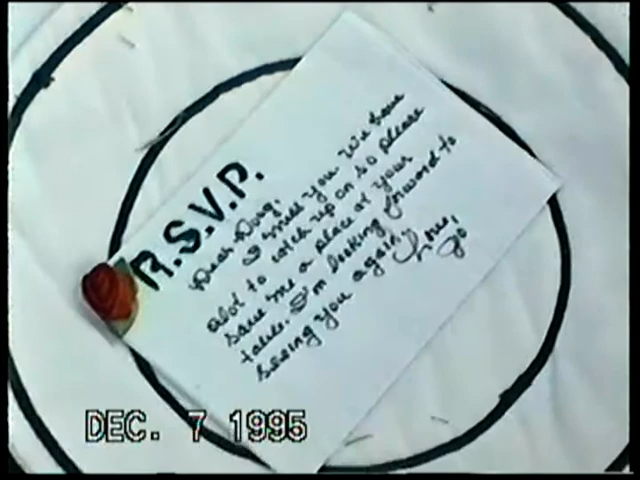 R.S.V.P.
Dear Doug,
I miss you. We have
alot to catch up on so please
save me a place at your
table. I'm looking forward to
seeing you again.
Love,
Jo
DEC. 7 1995